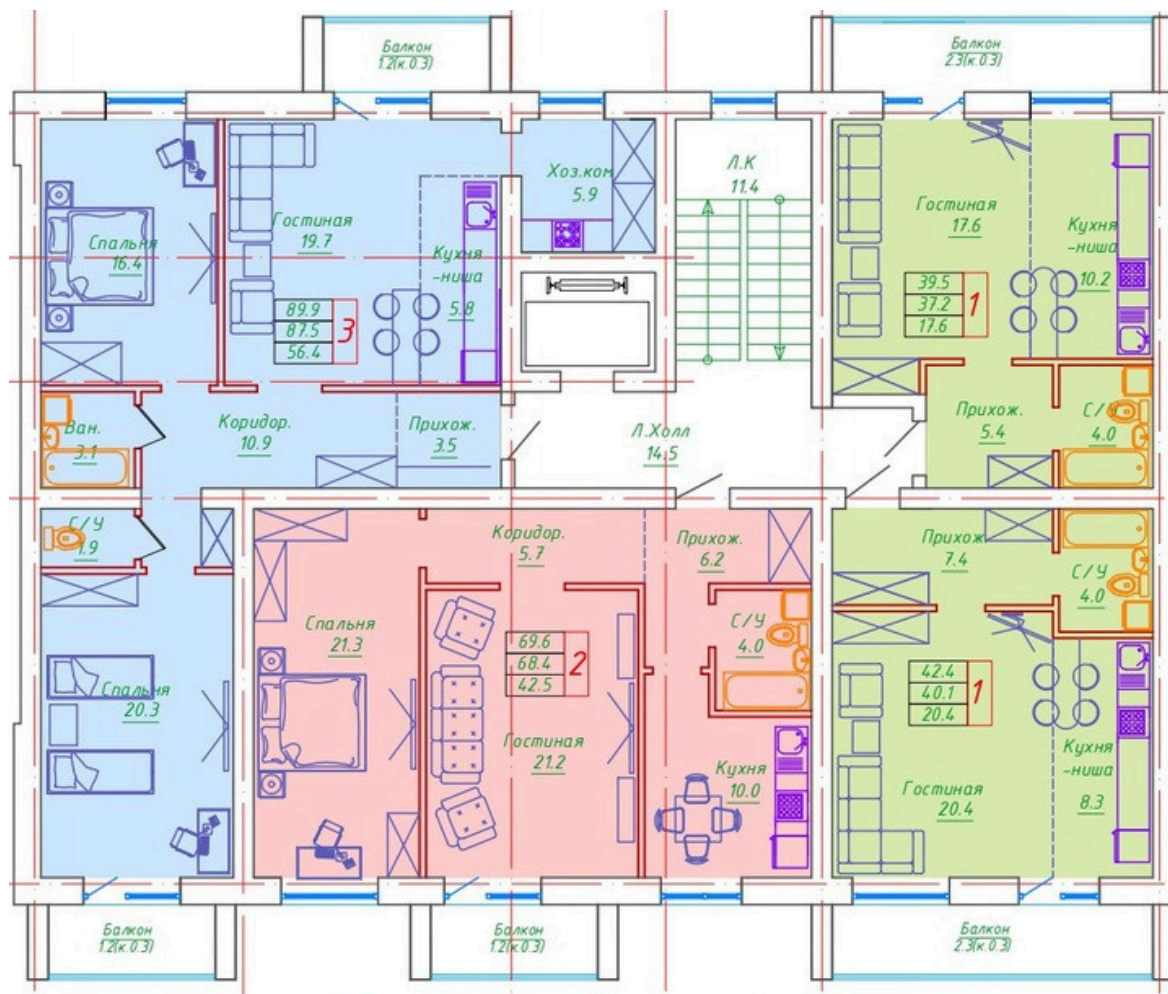 Балкон
1.2(к.0.3)
Балкон
2.3(к.0.3)
Спальня
16.4
Гостиная
19.7
Кухня
-ниша
5.8
Хоз.ком
5.9
Л.К
11.4
Гостиная
17.6
Кухня
-ниша
10.2
89.9
87.5
56.4
3
39.5
37.2
17.6
1
Ван.
3.1
Коридор.
10.9
Прихож.
3.5
Л.Холл
14.5
Прихож.
5.4
С/У
4.0
С/У
1.9
Коридор.
5.7
Прихож.
6.2
Прихож
7.4
С/У
4.0
Спальня
21.3
69.6
68.4
42.5
2
С/У
4.0
42.4
40.1
20.4
1
Спальня
20.3
Гостиная
21.2
Кухня
10.0
Гостиная
20.4
Кухня
-ниша
8.3
Балкон
1.2(к.0.3)
Балкон
1.2(к.0.3)
Балкон
2.3(к.0.3)